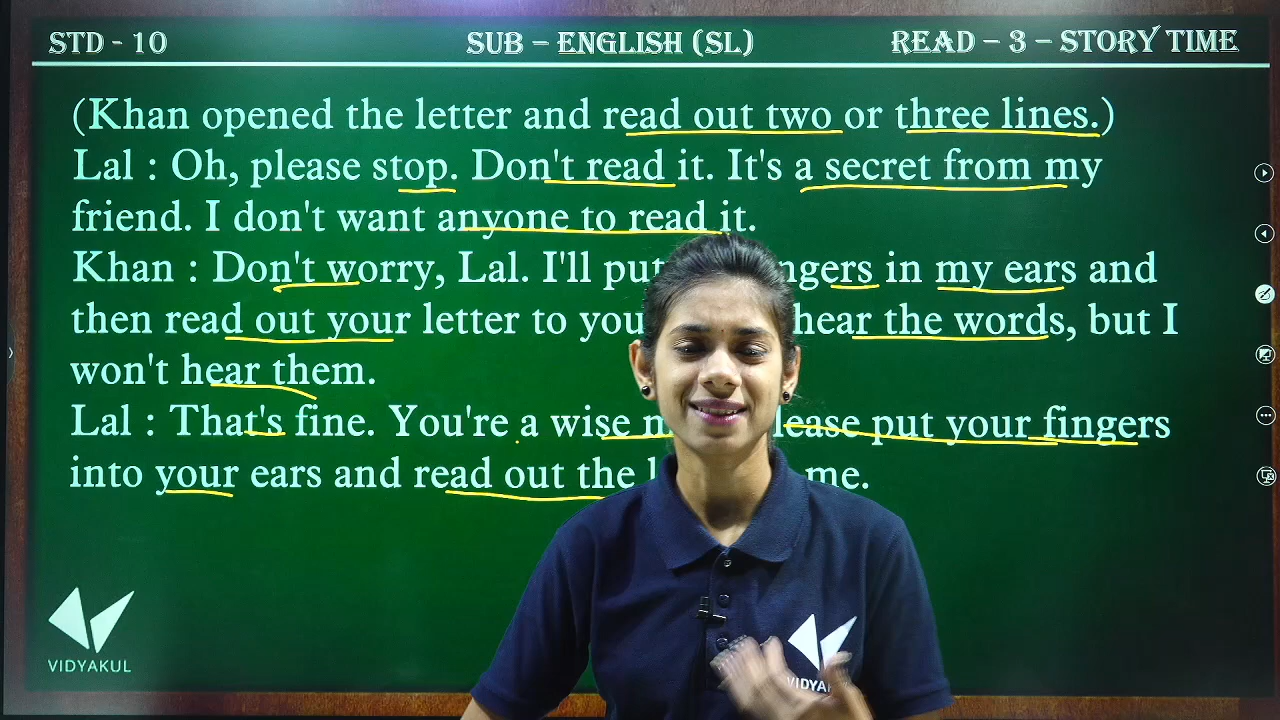 STD - 10 SUB – ENGLISH (SL) READ – 3 – STORY TIME
(Khan opened the letter and read out two or three lines.)
Lal : Oh, please stop. Don't read it. It's a secret from my
friend. I don't want anyone to read it.
Khan : Don't worry, Lal. I'll put in my ears and
then read out your letter to hear the words, but I
won't hear them.
Lal : That's fine. You're a wise put your fingers
into your ears and read out the me.
VIDYAKUL